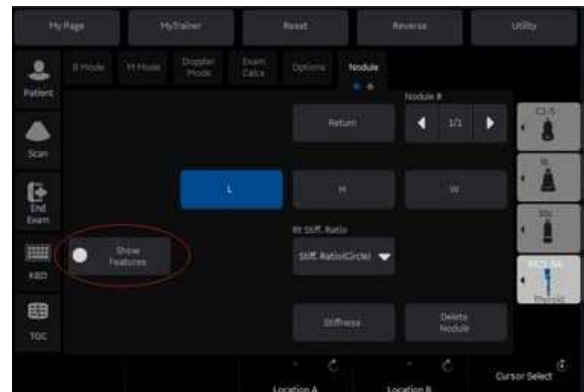 My Page
MyTrainer
Reset
Reverse
Utility
Patient
B Mode
M Mode
Doppler
Mode
Exam
Calcs
Options
Nodule
Nodule #
Return
1/1
C1-5
Scan
9L
L
H
W
End
Exam
Rt Stiff. Ratio
Stiff. Ratio(Circle)
Show
Features
KBD
Thyroid
Stiffness
Delete
Nodule
TGC
Location A
Location B
Cursor Select